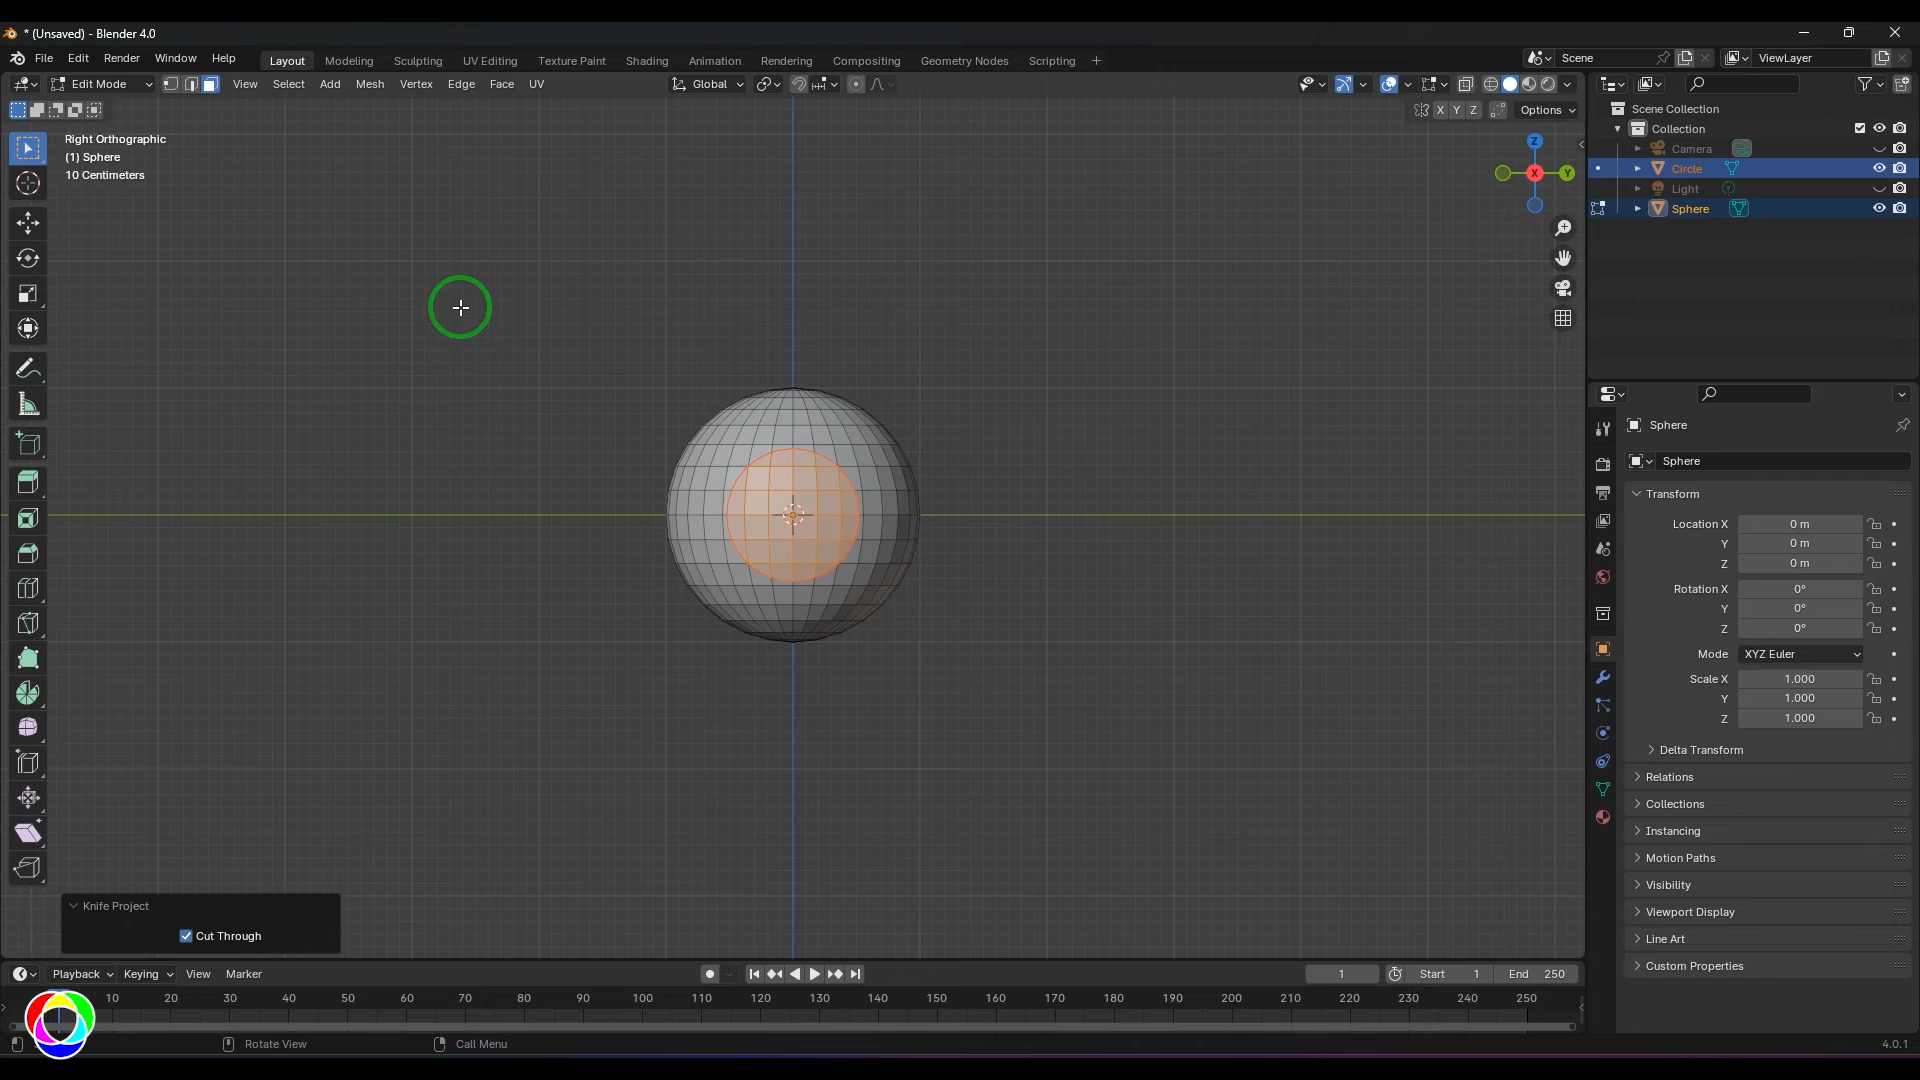 * (Unsaved) - Blender 4.0
File Edit Render Window Help Layout Modeling Sculpting UV Editing Texture Paint Shading Animation Rendering Compositing Geometry Nodes Scripting + Scene ViewLayer
Edit Mode View Select Add Mesh Vertex Edge Face UV Global
X Y Z Options
Right Orthographic
(1) Sphere
10 Centimeters
Z
X
Y
Scene Collection
Collection
Camera
Circle
Light
Sphere
Sphere
Sphere
Transform
Location X 0 m
Y 0 m
Z 0 m
Rotation X 0°
Y 0°
Z 0°
Mode XYZ Euler
Scale X 1.000
Y 1.000
Z 1.000
Delta Transform
Relations
Collections
Instancing
Motion Paths
Visibility
Viewport Display
Line Art
Custom Properties
Knife Project
Cut Through
Playback Keying View Marker 1 Start 1 End 250
10 20 30 40 50 60 70 80 90 100 110 120 130 140 150 160 170 180 190 200 210 220 230 240 250
Rotate View Call Menu 4.0.1